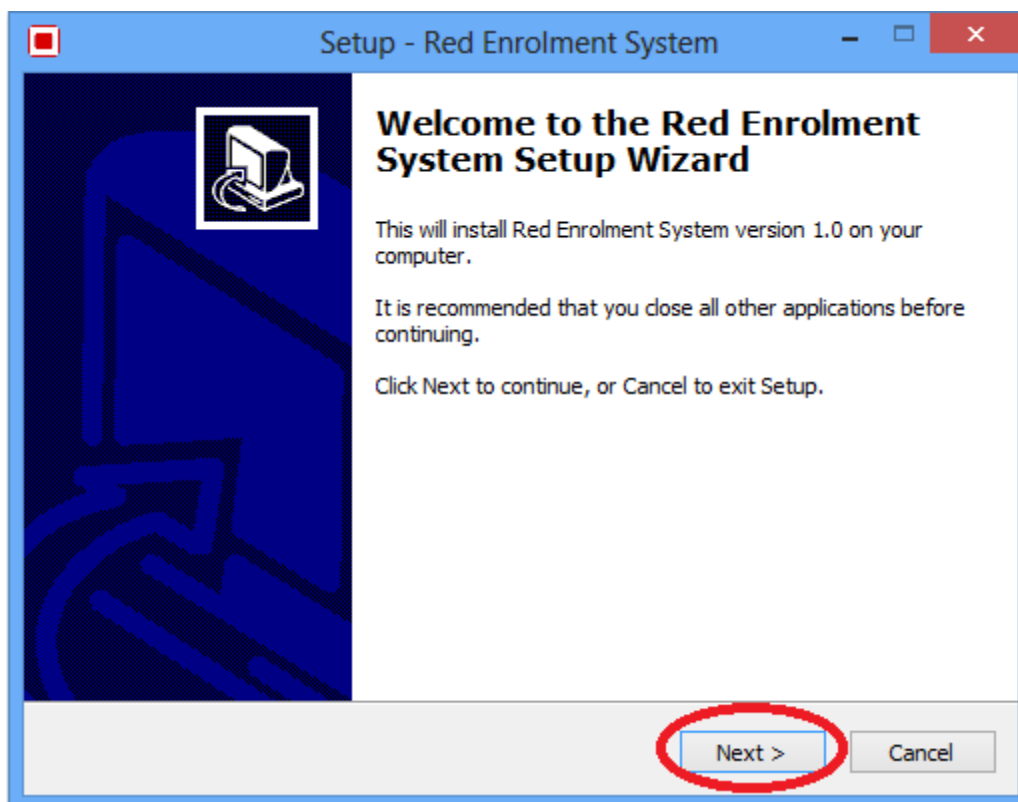 Setup - Red Enrolment System
Welcome to the Red Enrolment
System Setup Wizard
This will install Red Enrolment System version 1.0 on your
computer.
It is recommended that you close all other applications before
continuing.
Click Next to continue, or Cancel to exit Setup.
Next >
Cancel